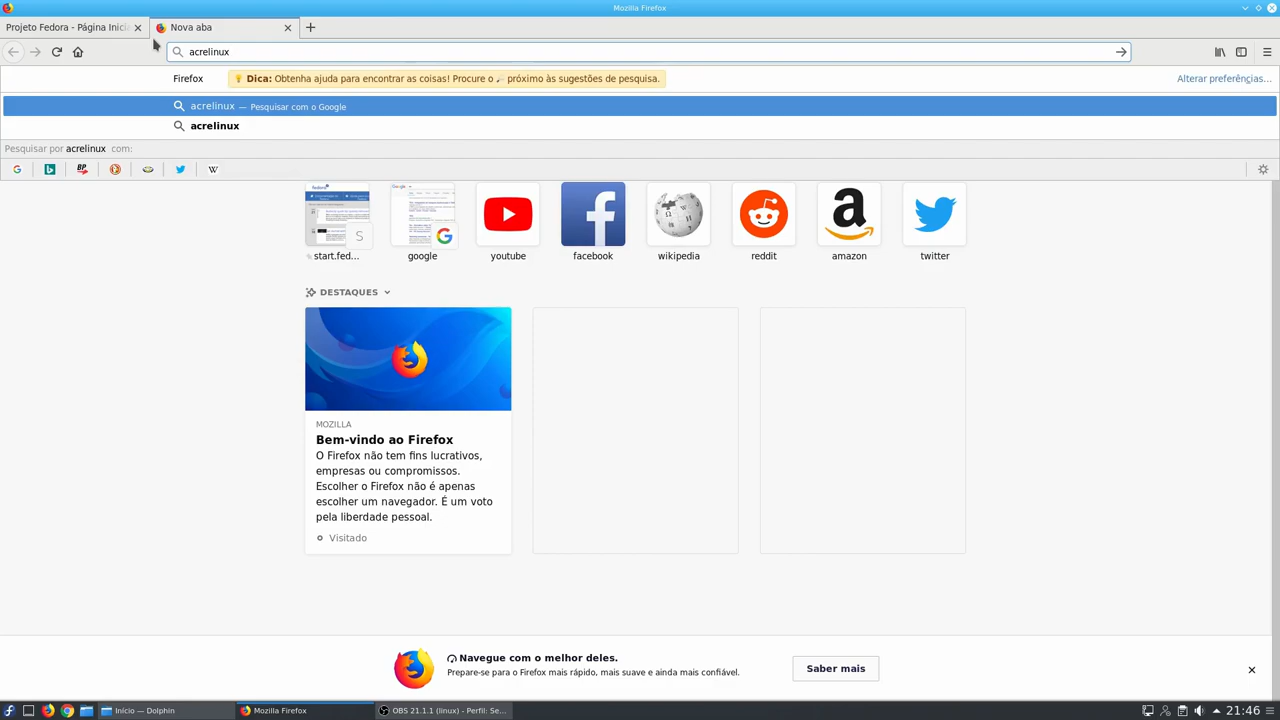 Mozilla Firefox
Projeto Fedora - Página Inici
Nova aba
acrelinux
Firefox
Dica: Obtenha ajuda para encontrar as coisas! Procure o próximo às sugestões de pesquisa.
Alterar preferências...
acrelinux — Pesquisar com o Google
acrelinux
Pesquisar por acrelinux com:
start.fed...
google
youtube
facebook
wikipedia
reddit
amazon
twitter
DESTAQUES
MOZILLA
Bem-vindo ao Firefox
O Firefox não tem fins lucrativos,
empresas ou compromissos.
Escolher o Firefox não é apenas
escolher um navegador. É um voto
pela liberdade pessoal.
Visitado
Navegue com o melhor deles.
Prepare-se para o Firefox mais rápido, mais suave e ainda mais confiável.
Saber mais
Início — Dolphin
Mozilla Firefox
OBS 21.1.1 (linux) - Perfil: Se...
21:46